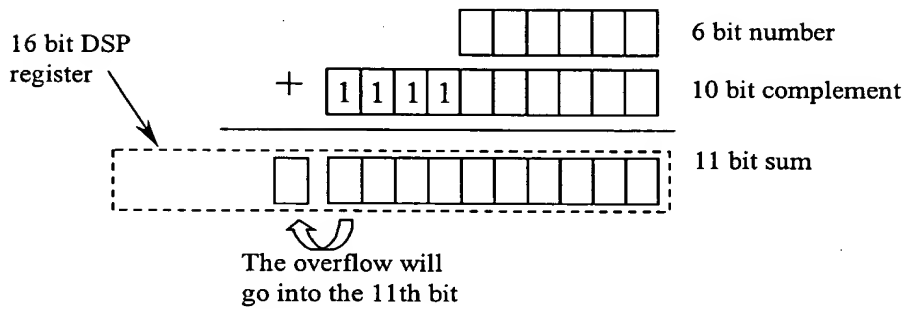 16 bit DSP
register
6 bit number
+ 1 1 1 1
10 bit complement
11 bit sum
The overflow will
go into the 11th bit